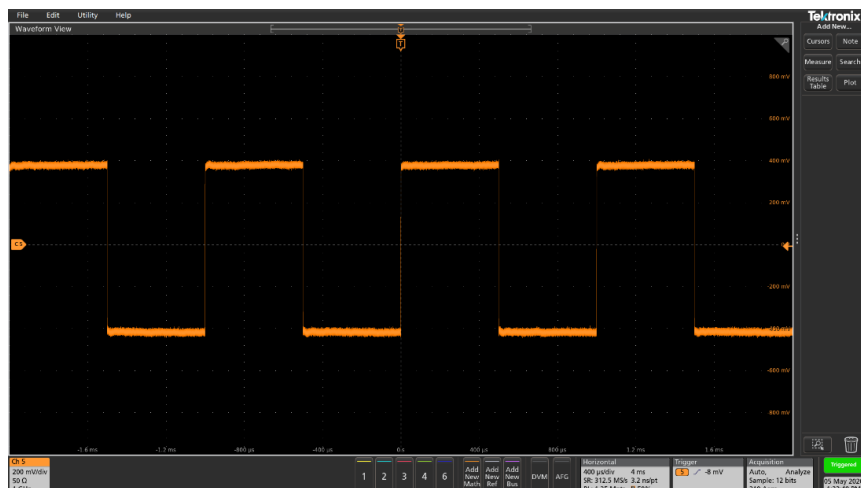 File Edit Utility Help
Tektronix
Add New...
Waveform View
Cursors Note
Measure Search
Results Table Plot
T
800 mV
600 mV
400 mV
200 mV
C5
-200 mV
-400 mV
-600 mV
-800 mV
-1.6 ms -1.2 ms -800 µs -400 µs 0 s 400 µs 800 µs 1.2 ms 1.6 ms
Ch 5
200 mV/div
50 Ω
1 2 3 4 6
Add New Math
Add New Ref
Add New Bus
DVM AFG
Horizontal
400 µs/div 4 ms
SR: 312.5 MS/s 3.2 ns/pt
Trigger
5 -8 mV
Acquisition
Auto, Analyze
Sample: 12 bits
Triggered
05 May